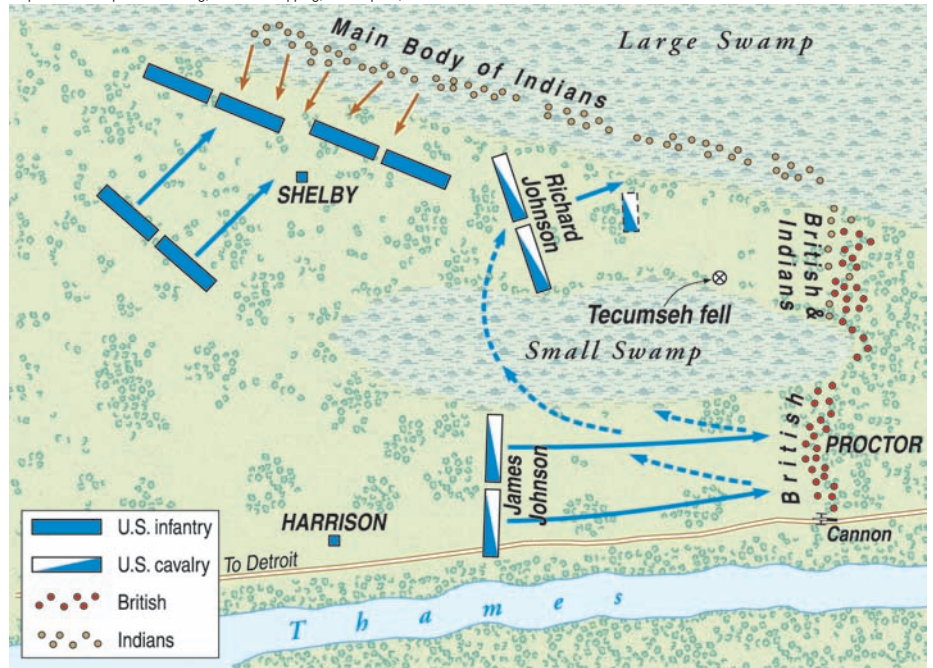 Main Body of Indians
Large Swamp
SHELBY
Richard
Johnson
British &
Indians
Tecumseh fell
Small Swamp
British
PROCTOR
James
Johnson
HARRISON
Cannon
To Detroit
Thames
U.S. infantry
U.S. cavalry
British
Indians